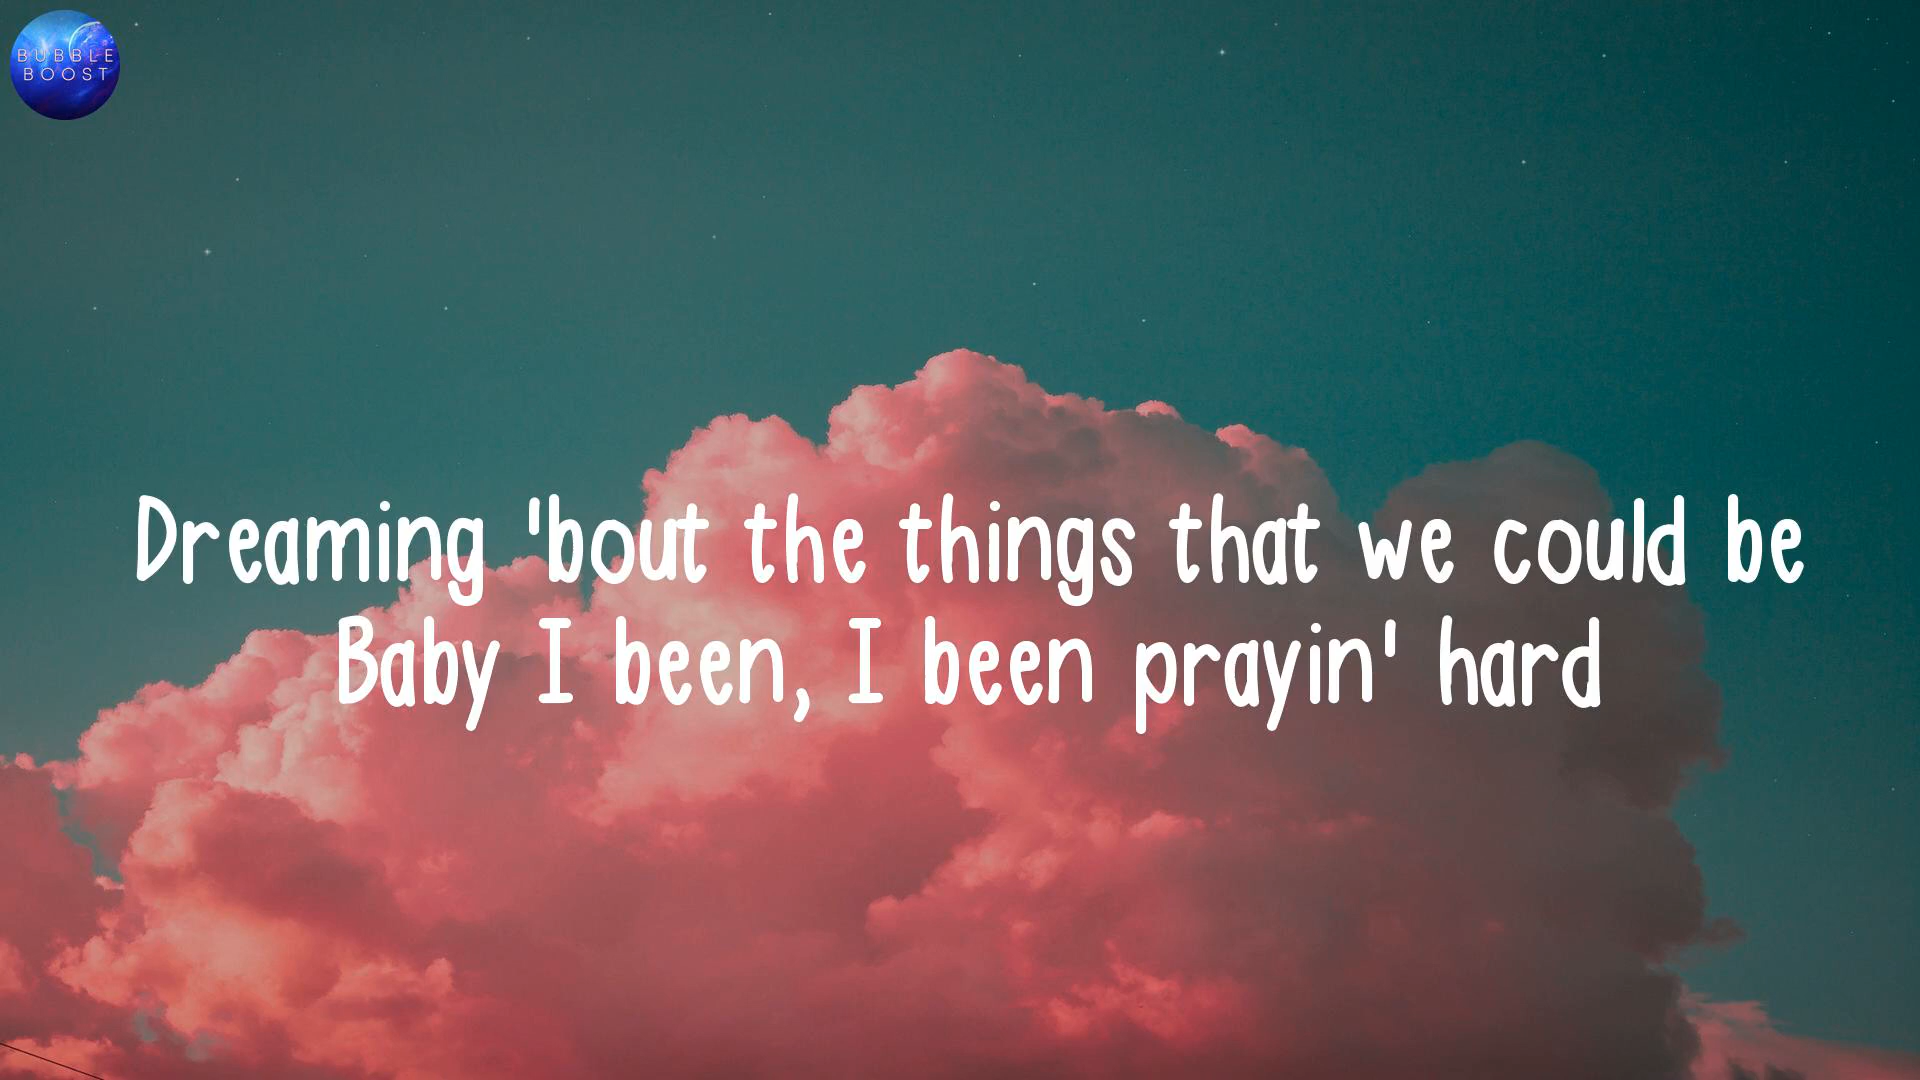 BUBBLE
BOOST
Dreaming 'bout the things that we could be
Baby I been, I been prayin' hard